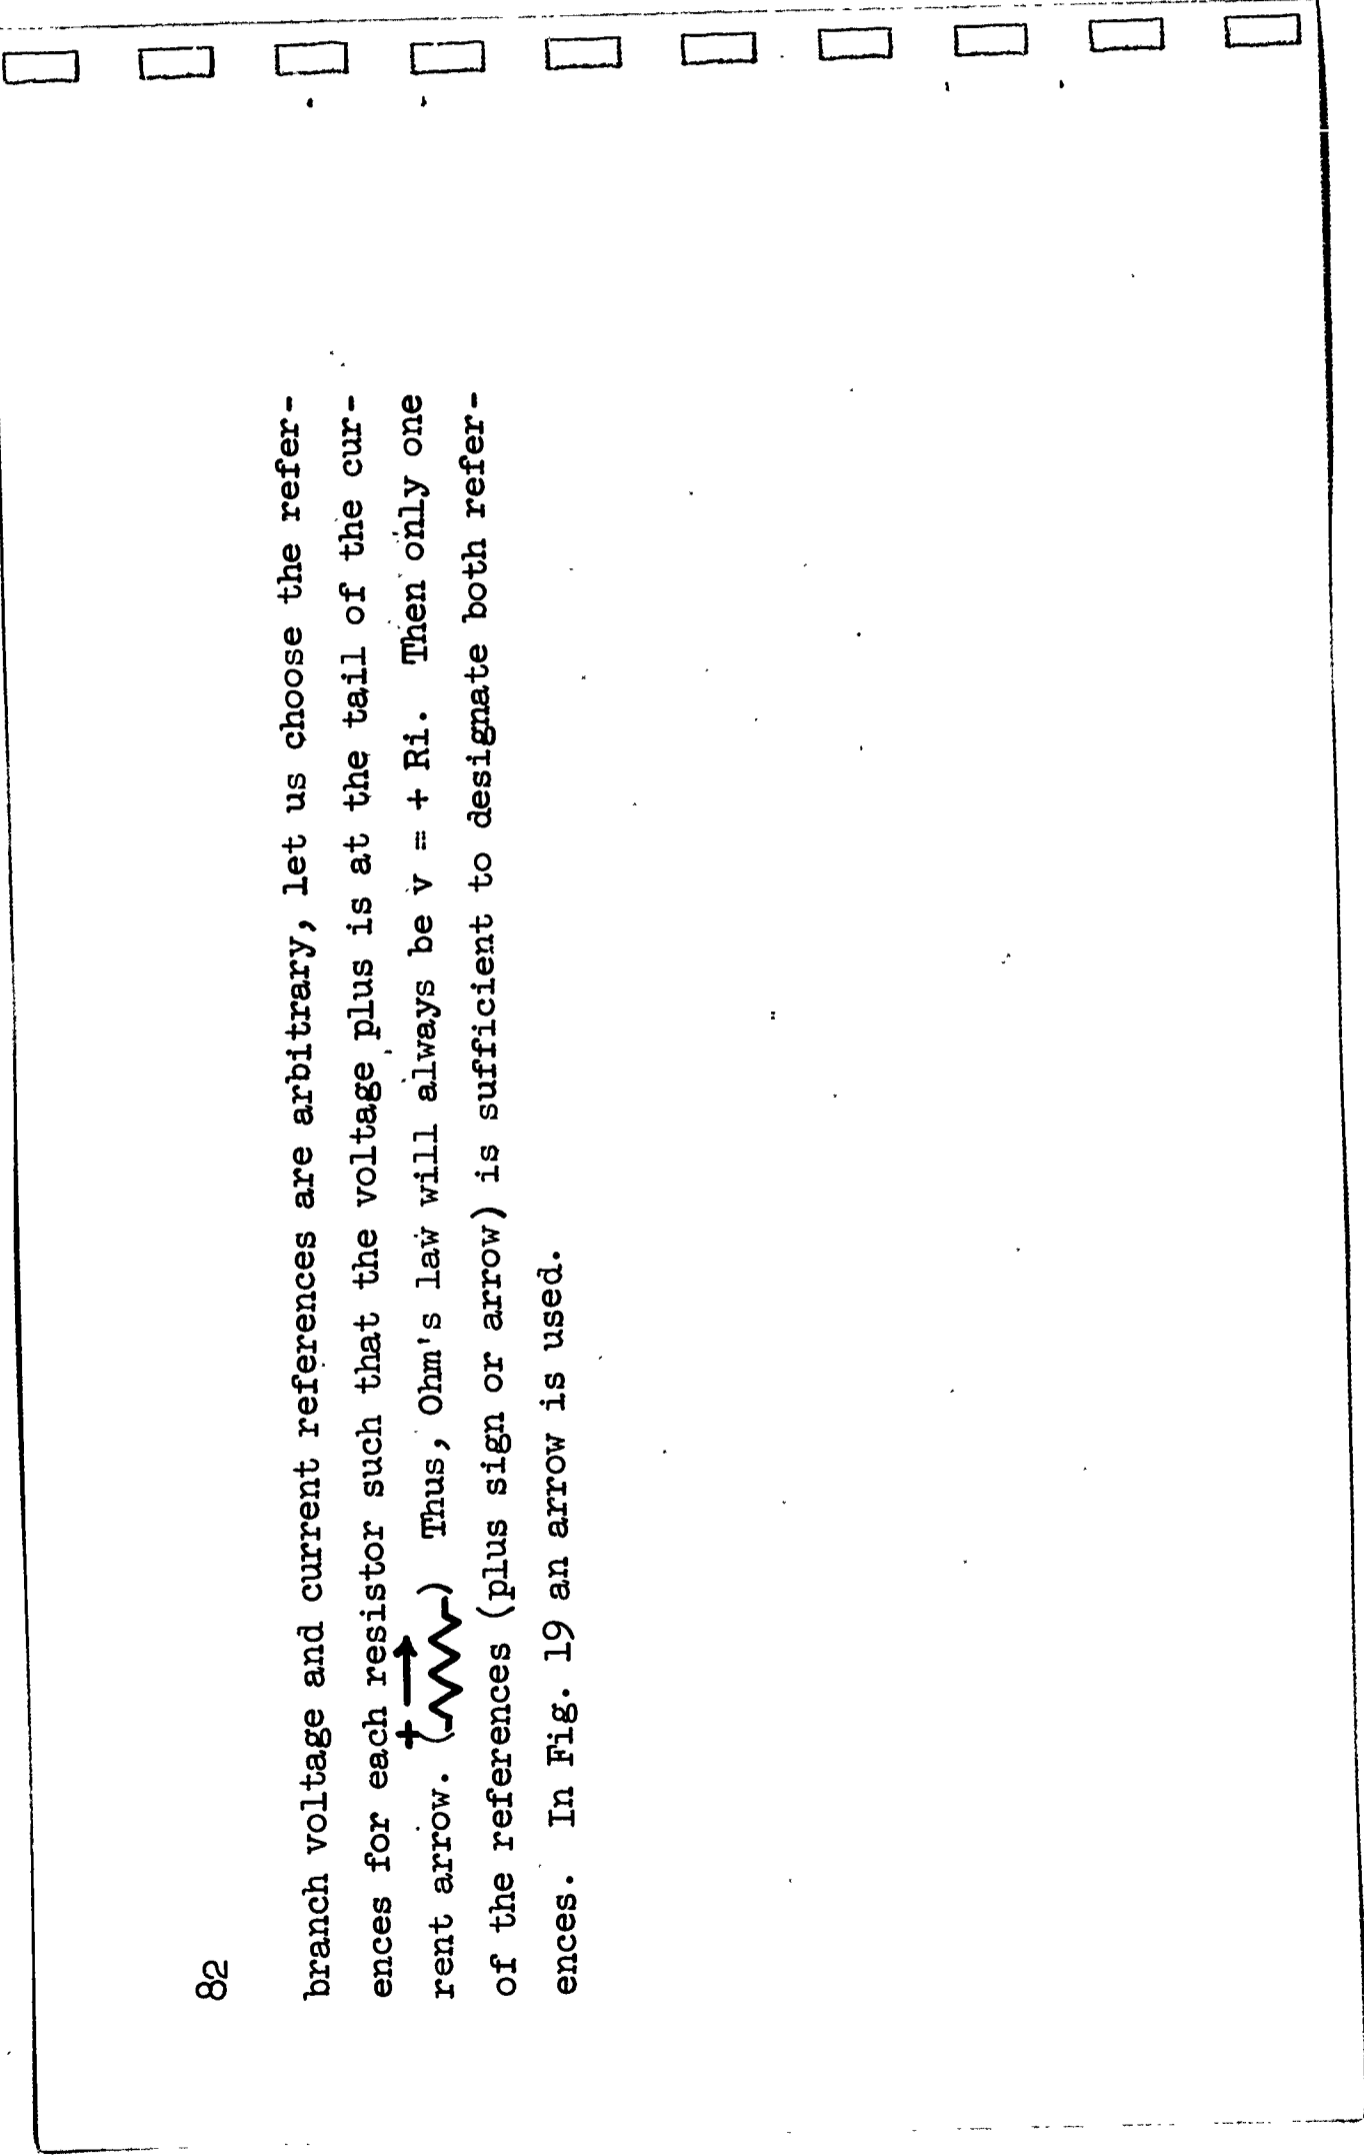 82
branch voltage and current references are arbitrary, let us choose the refer-
ences for each resistor such that the voltage plus is at the tail of the cur-
rent arrow. (+) Thus, Ohm's law will always be v = + Ri. Then only one
of the references (plus sign or arrow) is sufficient to designate both refer-
ences. In Fig. 19 an arrow is used.